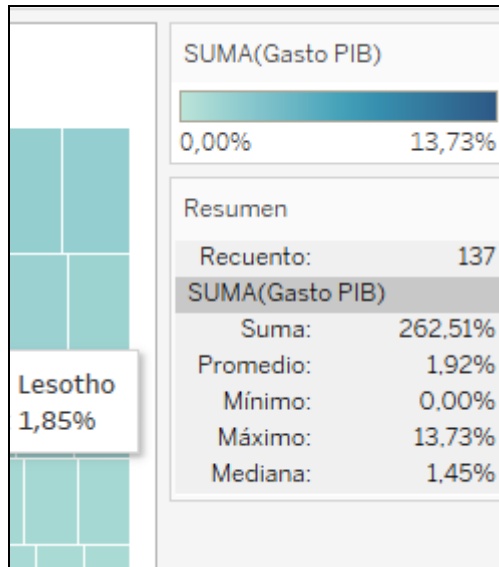 SUMA(Gasto PIB)
0,00% 13,73%
Resumen
Recuento: 137
SUMA(Gasto PIB)
Suma: 262,51%
Promedio: 1,92%
Mínimo: 0,00%
Máximo: 13,73%
Mediana: 1,45%
Lesotho
1,85%